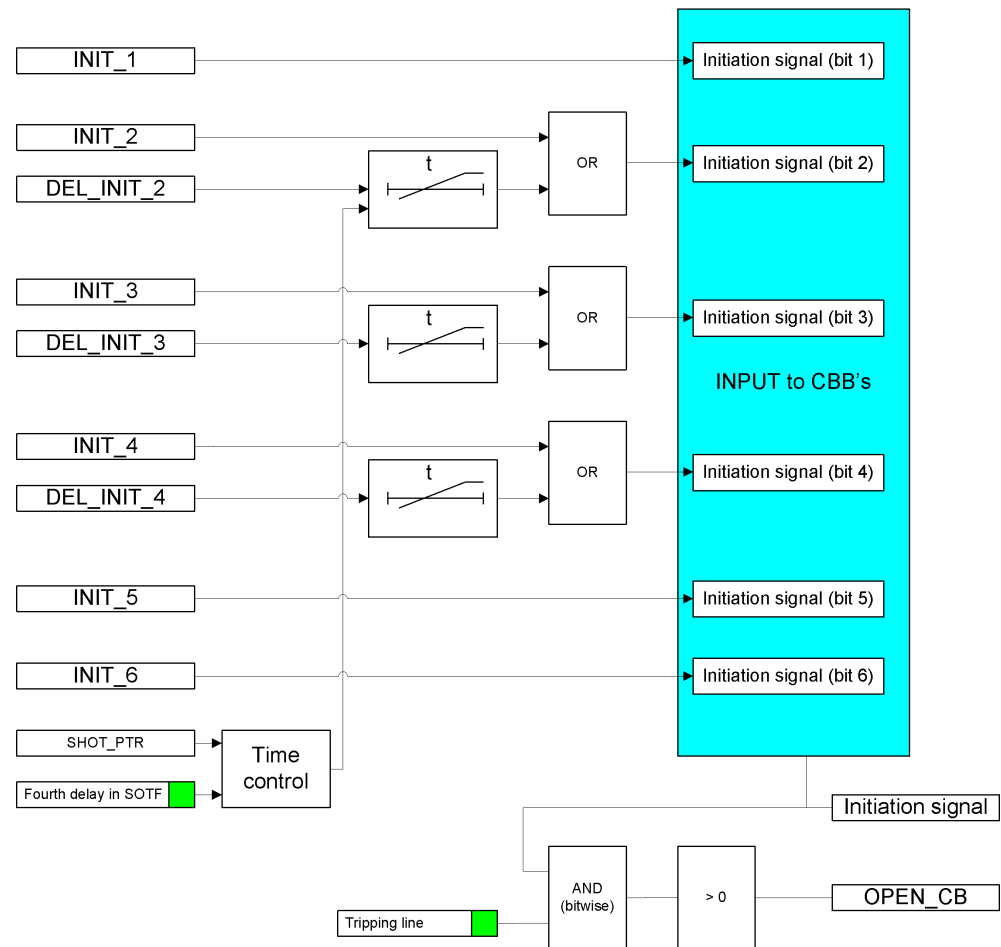 INIT_1
Initiation signal (bit 1)
INIT_2
t
OR
Initiation signal (bit 2)
DEL_INIT_2
INIT_3
t
OR
Initiation signal (bit 3)
DEL_INIT_3
INPUT to CBB's
INIT_4
t
OR
Initiation signal (bit 4)
DEL_INIT_4
INIT_5
Initiation signal (bit 5)
INIT_6
Initiation signal (bit 6)
SHOT_PTR
Time
control
Fourth delay in SOTF
Initiation signal
AND
(bitwise)
> 0
OPEN_CB
Tripping line